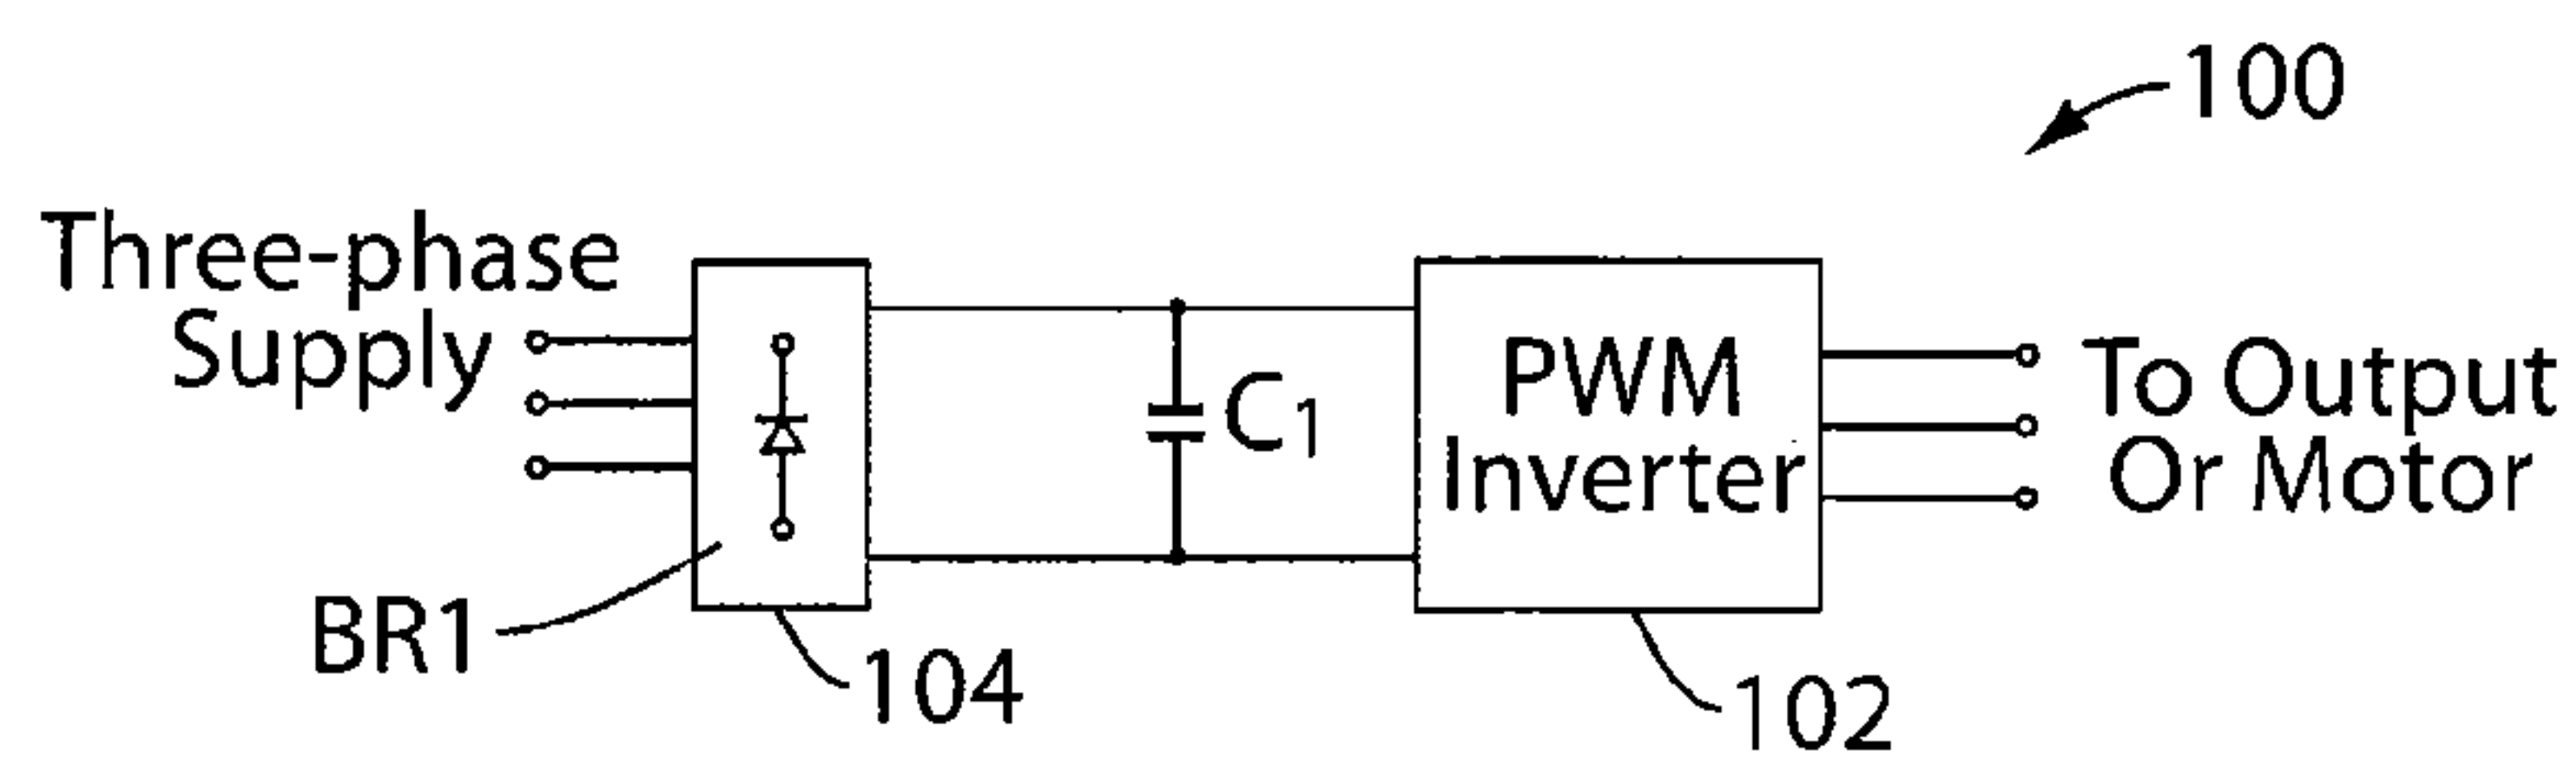 100
Three-phase
Supply
C1
PWM
Inverter
To Output
Or Motor
BR1
104
102